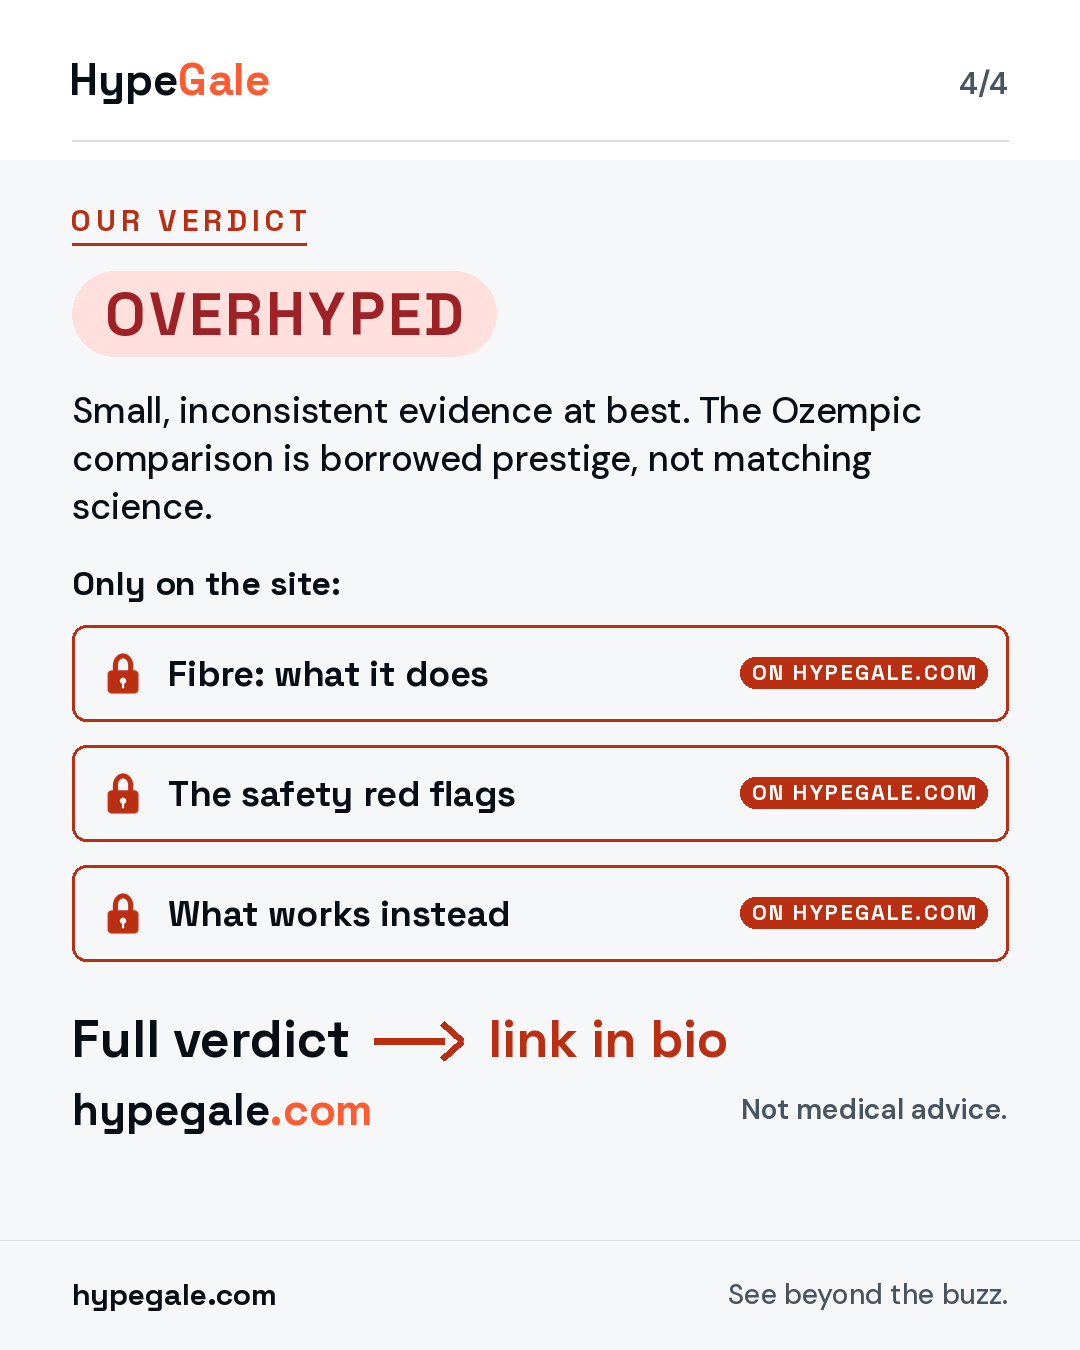 HypeGale
4/4
OUR VERDICT
OVERHYPED
Small, inconsistent evidence at best. The Ozempic
comparison is borrowed prestige, not matching
science.
Only on the site:
Fibre: what it does
ON HYPEGALE.COM
The safety red flags
ON HYPEGALE.COM
What works instead
ON HYPEGALE.COM
Full verdict → link in bio
hypegale.com
Not medical advice.
hypegale.com
See beyond the buzz.